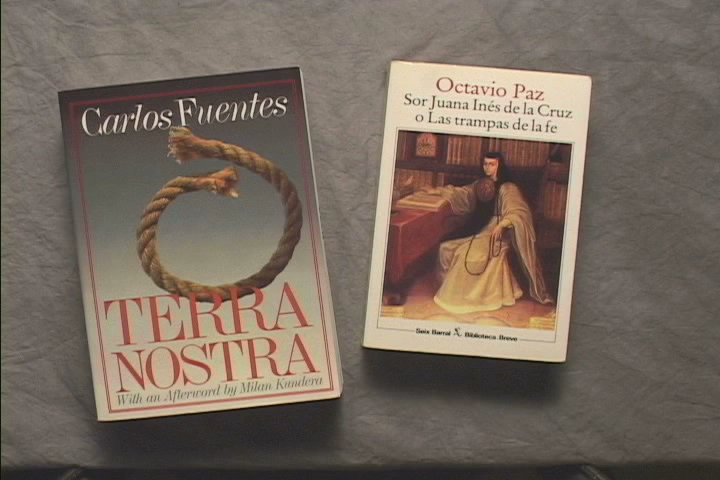 Carlos Fuentes
TERRA
NOSTRA
With an Afterword by Milan Kundera
Octavio Paz
Sor Juana Inés de la Cruz
o Las trampas de la fe
Seix Barral Biblioteca Breve